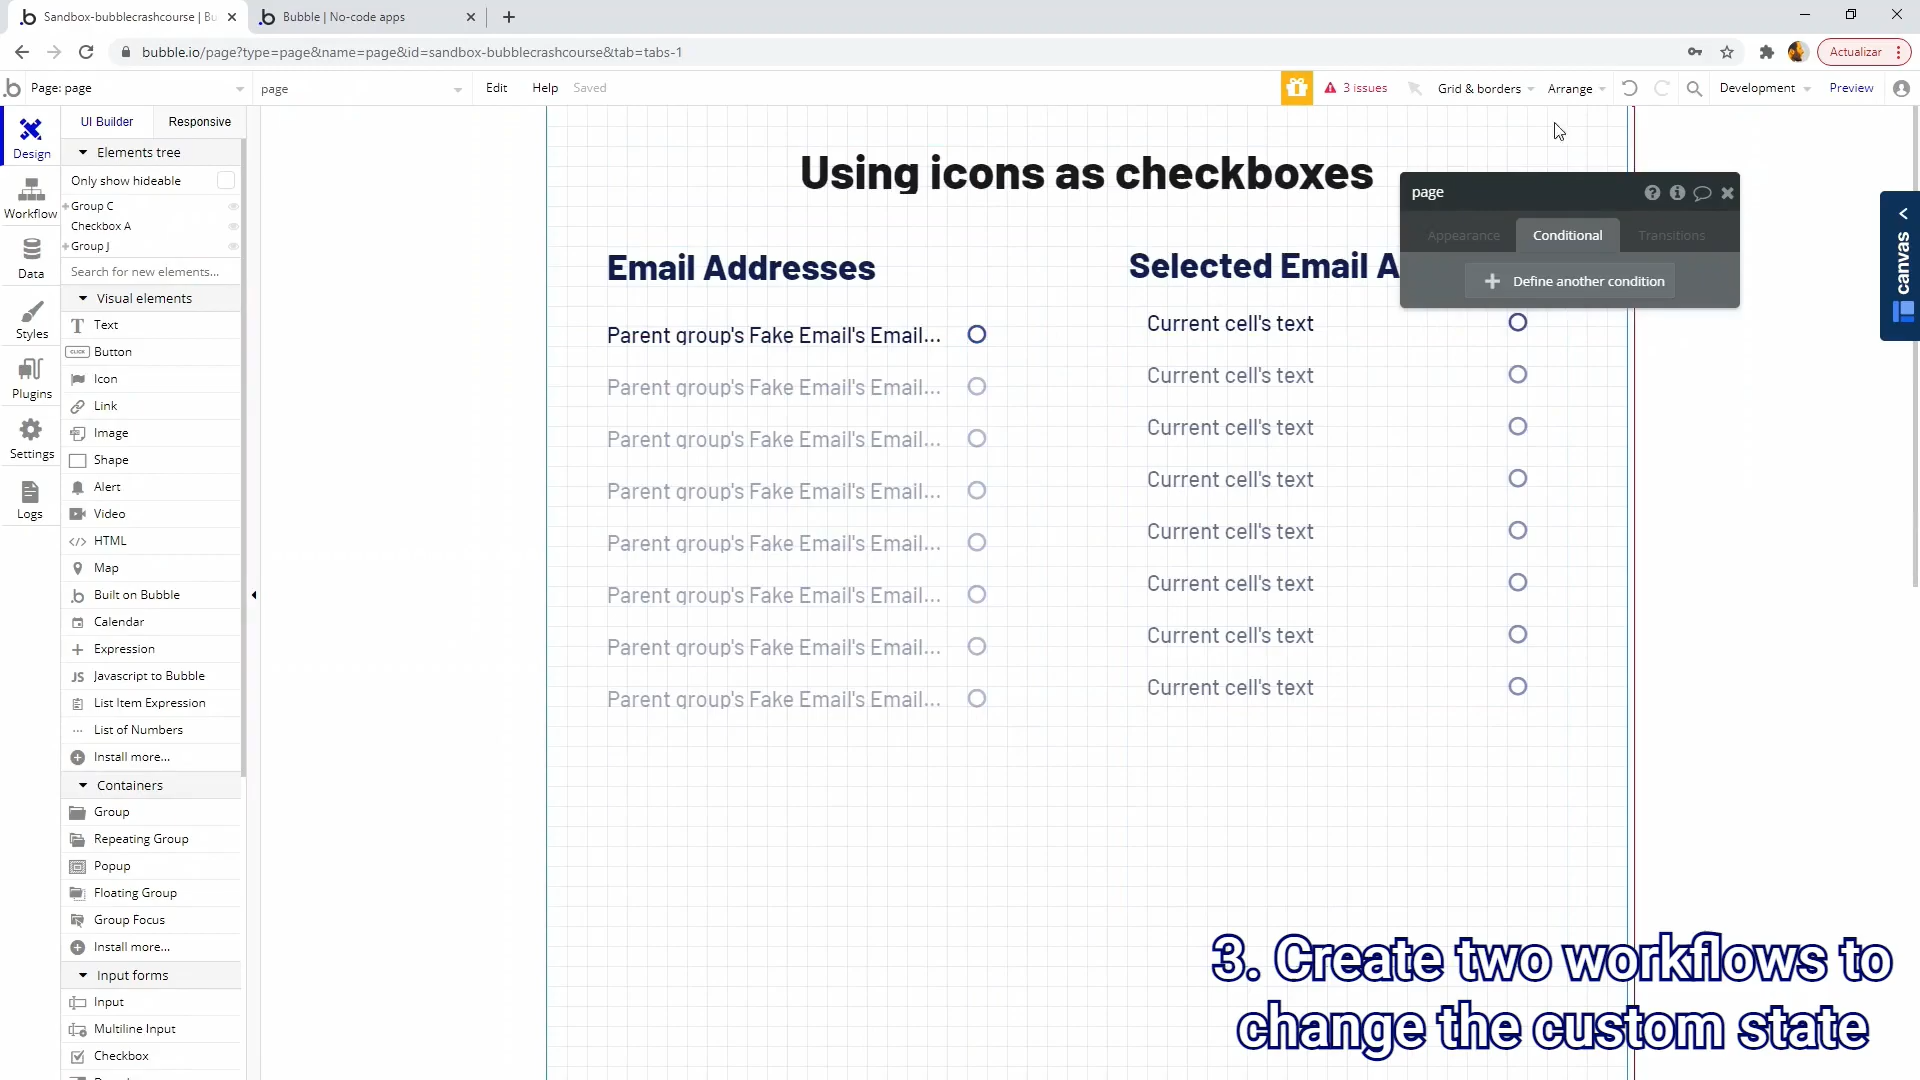 Sandbox-bubblecrashcourse | Bu
Bubble | No-code apps
bubble.io/page?type=page&name=page&id=sandbox-bubblecrashcourse&tab=tabs-1
Actualizar
Page: page
page
Edit
Help
Saved
3 issues
Grid & borders
Arrange
Development
Preview
UI Builder
Responsive
Design
Workflow
Data
Styles
Plugins
Settings
Logs
Elements tree
Only show hideable
Group C
Checkbox A
Group J
Search for new elements...
Visual elements
Text
CLICK
Button
Icon
Link
Image
Shape
Alert
Video
HTML
Map
Built on Bubble
Calendar
Expression
JS
Javascript to Bubble
List Item Expression
List of Numbers
Install more...
Containers
Group
Repeating Group
Popup
Floating Group
Group Focus
Install more...
Input forms
Input
Multiline Input
Checkbox
Using icons as checkboxes
Email Addresses
Parent group's Fake Email's Email...
Parent group's Fake Email's Email...
Parent group's Fake Email's Email...
Parent group's Fake Email's Email...
Parent group's Fake Email's Email...
Parent group's Fake Email's Email...
Parent group's Fake Email's Email...
Parent group's Fake Email's Email...
Selected Email A
Current cell's text
Current cell's text
Current cell's text
Current cell's text
Current cell's text
Current cell's text
Current cell's text
Current cell's text
page
Appearance
Conditional
Transitions
Define another condition
canvas
3. Create two workflows to
change the custom state